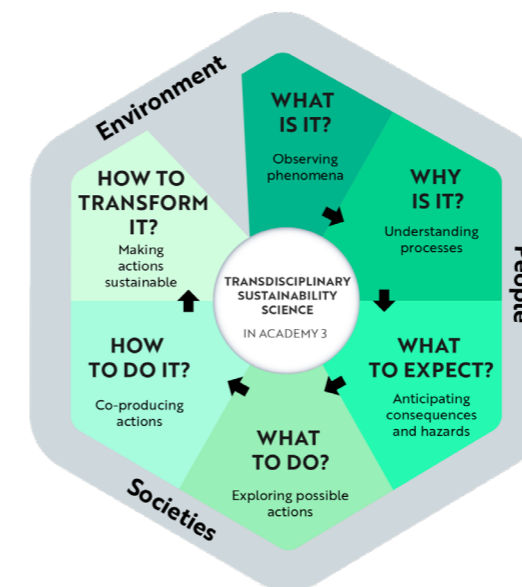 Environment
WHAT
IS IT?
Observing
phenomena
WHY
IS IT?
Understanding
processes
People
WHAT
TO EXPECT?
Anticipating
consequences
and hazards
WHAT
TO DO?
Exploring possible
actions
Societies
HOW
TO DO IT?
Co-producing
actions
HOW TO
TRANSFORM
IT?
Making
actions
sustainable
TRANSDISCIPLINARY
SUSTAINABILITY
SCIENCE
IN ACADEMY 3